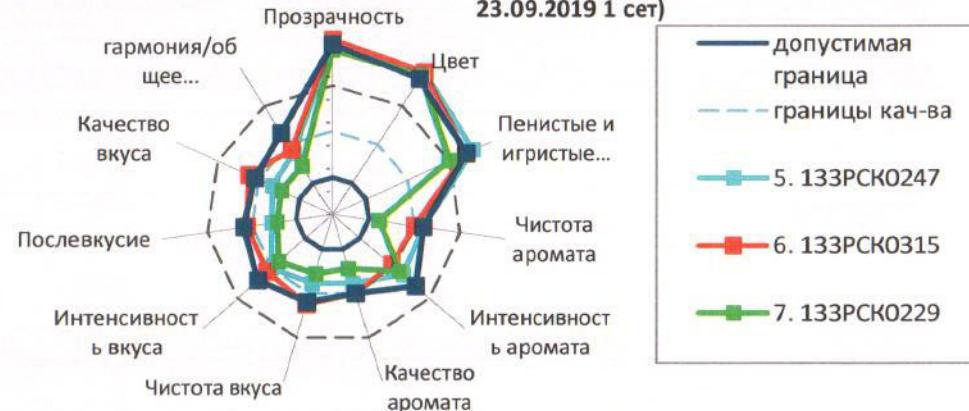 23.09.2019 1 сет)
Прозрачность
Цвет
Пенистые и
игристые...
Чистота
аромата
Интенсивност
ь аромата
Качество
аромата
Чистота вкуса
Интенсивност
ь вкуса
Послевкусие
Качество
вкуса
гармония/об
щее...
допустимая
граница
границы кач-ва
5. 133РСК0247
6. 133РСК0315
7. 133РСК0229